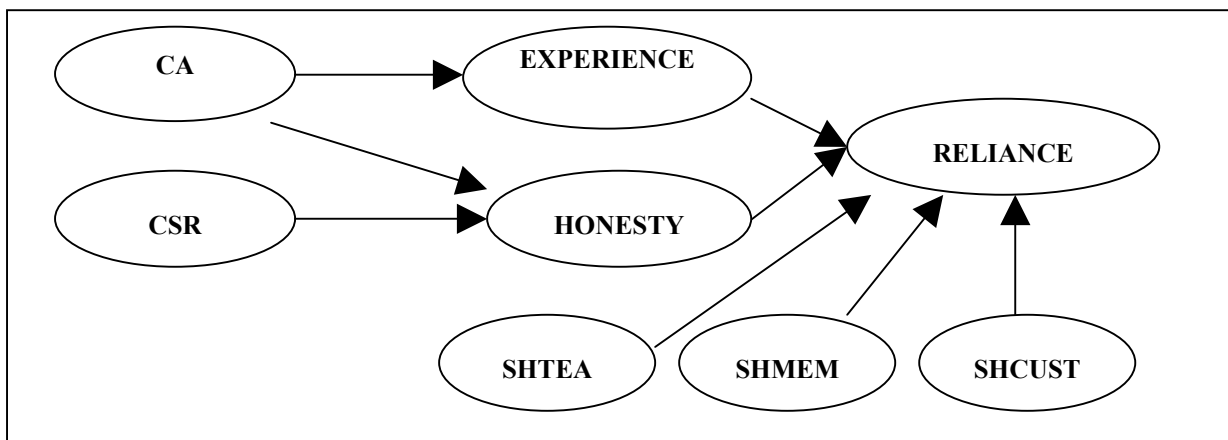 CA
EXPERIENCE
RELIANCE
CSR
HONESTY
SHTEA
SHMEM
SHCUST